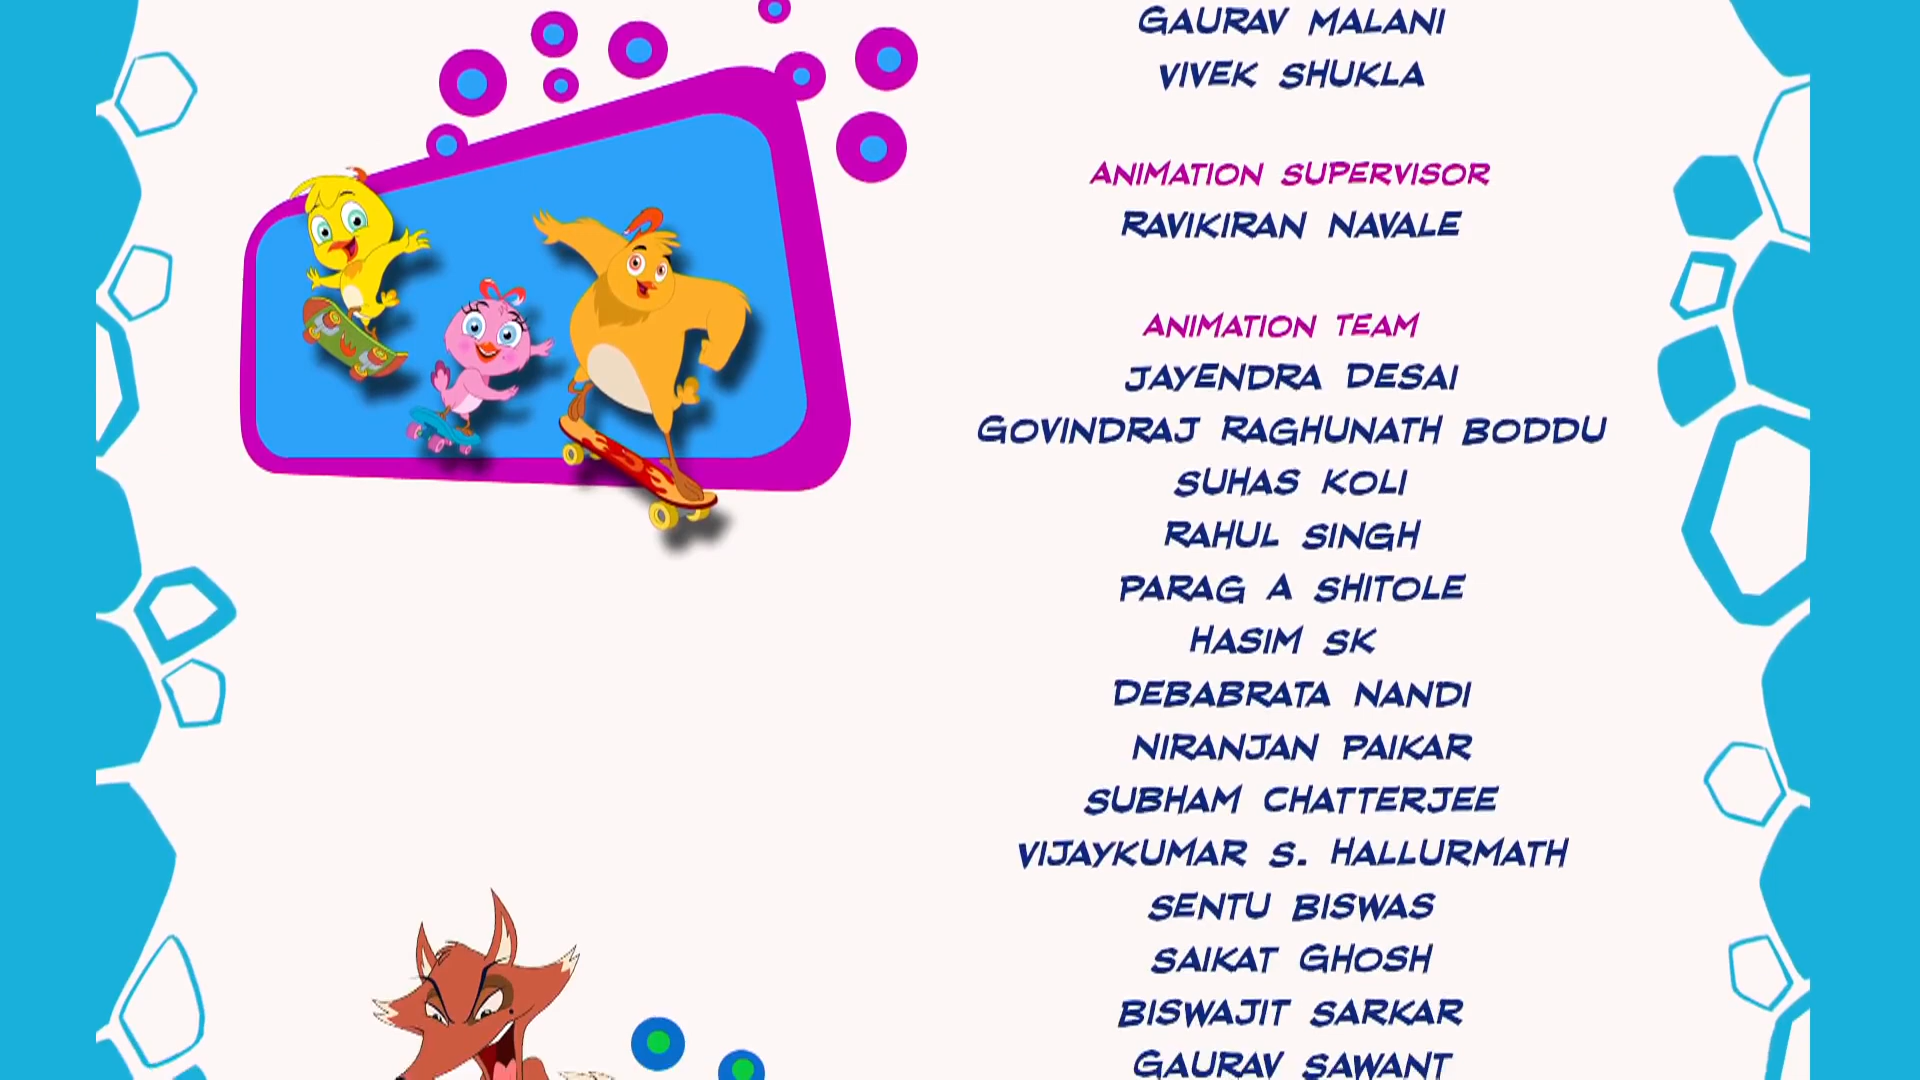 GAURAV MALANI
VIVEK SHUKLA
ANIMATION SUPERVISOR
RAVIKIRAN NAVALE
ANIMATION TEAM
JAYENDRA DESAI
GOVINDRAJ RAGHUNATH BODDU
SUHAS KOLI
RAHUL SINGH
PARAG A SHITOLE
HASIM SK
DEBABRATA NANDI
NIRANJAN PAIKAR
SUBHAM CHATTERJEE
VIJAYKUMAR S. HALLURMATH
SENTU BISWAS
SAIKAT GHOSH
BISWAJIT SARKAR
GAURAV SAWANT